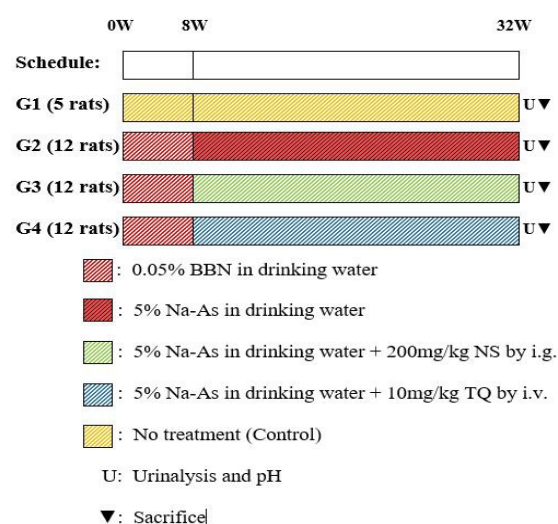 0W 8W 32W
Schedule:
G1 (5 rats) U▼
G2 (12 rats) U▼
G3 (12 rats) U▼
G4 (12 rats) U▼
: 0.05% BBN in drinking water
: 5% Na-As in drinking water
: 5% Na-As in drinking water + 200mg/kg NS by i.g.
: 5% Na-As in drinking water + 10mg/kg TQ by i.v.
: No treatment (Control)
U: Urinalysis and pH
▼: Sacrifice